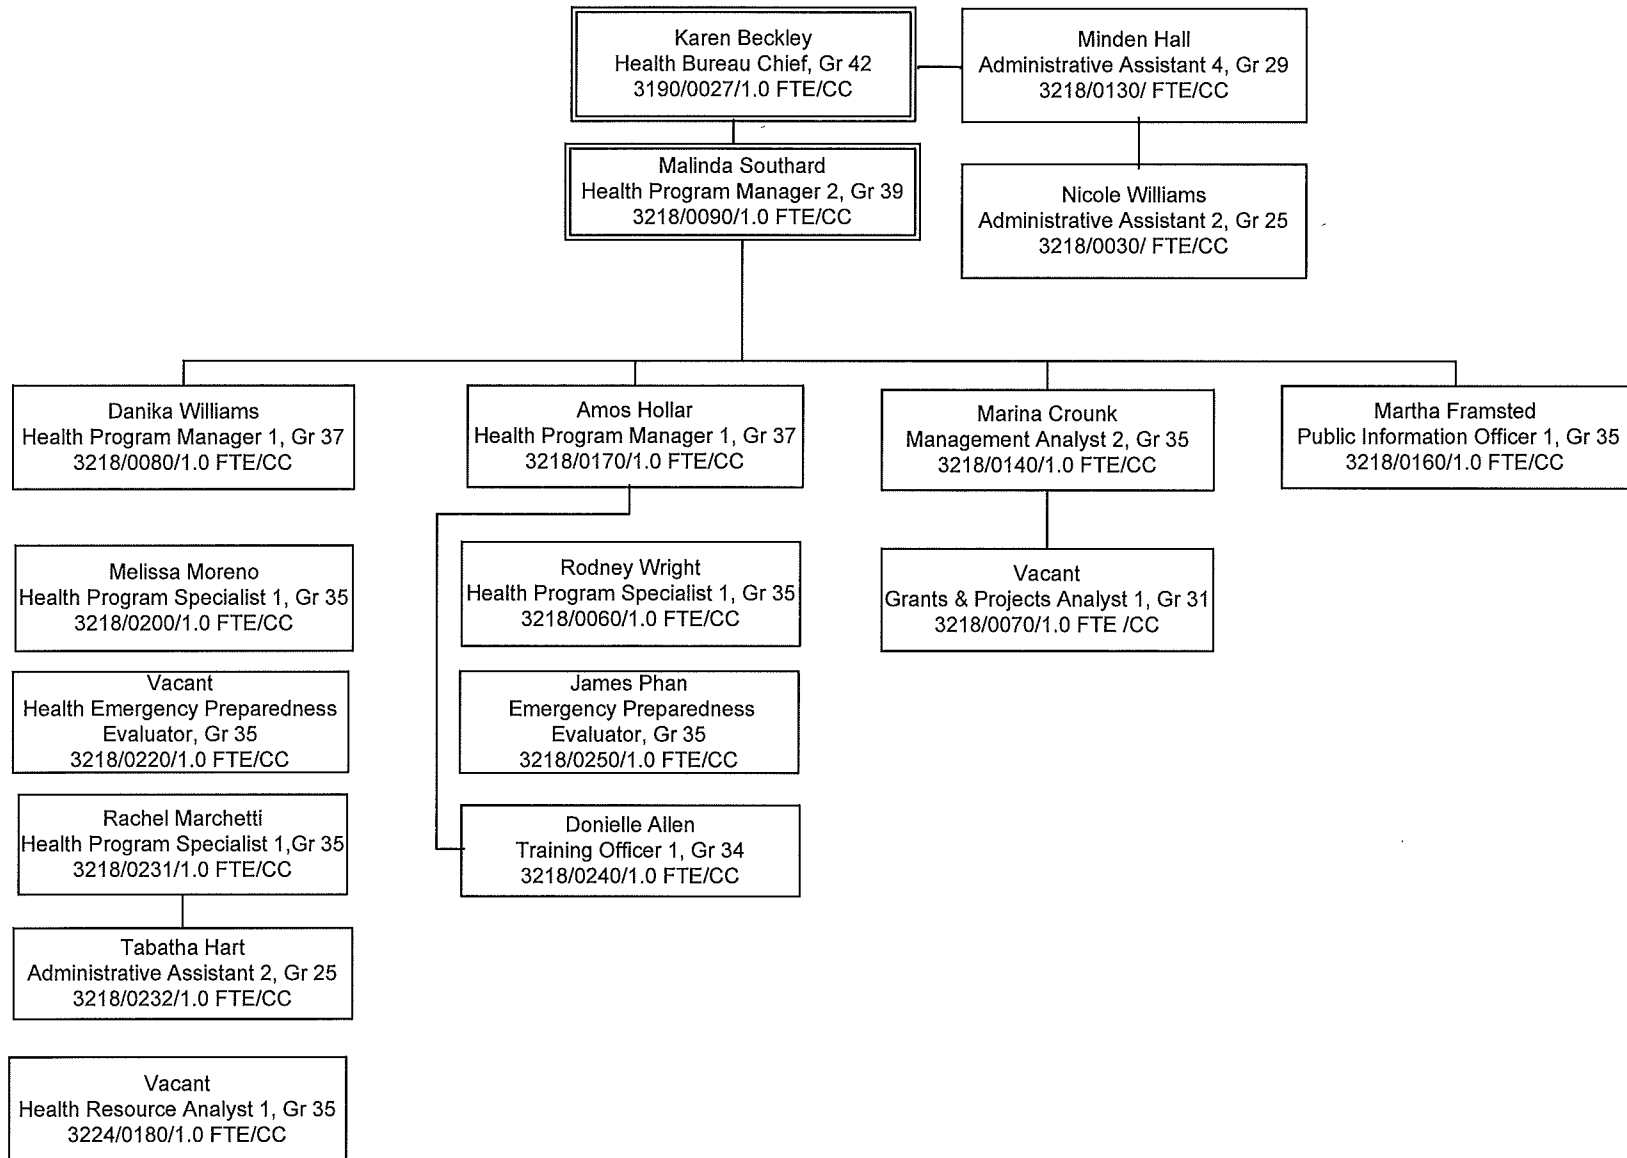 Karen Beckley
Health Bureau Chief, Gr 42
3190/0027/1.0 FTE/CC
Minden Hall
Administrative Assistant 4, Gr 29
3218/0130/ FTE/CC
Malinda Southard
Health Program Manager 2, Gr 39
3218/0090/1.0 FTE/CC
Nicole Williams
Administrative Assistant 2, Gr 25
3218/0030/ FTE/CC
Danika Williams
Health Program Manager 1, Gr 37
3218/0080/1.0 FTE/CC
Amos Hollar
Health Program Manager 1, Gr 37
3218/0170/1.0 FTE/CC
Marina Crounk
Management Analyst 2, Gr 35
3218/0140/1.0 FTE/CC
Martha Framsted
Public Information Officer 1, Gr 35
3218/0160/1.0 FTE/CC
Melissa Moreno
Health Program Specialist 1, Gr 35
3218/0200/1.0 FTE/CC
Rodney Wright
Health Program Specialist 1, Gr 35
3218/0060/1.0 FTE/CC
Vacant
Grants & Projects Analyst 1, Gr 31
3218/0070/1.0 FTE /CC
Vacant
Health Emergency Preparedness
Evaluator, Gr 35
3218/0220/1.0 FTE/CC
James Phan
Emergency Preparedness
Evaluator, Gr 35
3218/0250/1.0 FTE/CC
Rachel Marchetti
Health Program Specialist 1,Gr 35
3218/0231/1.0 FTE/CC
Donielle Allen
Training Officer 1, Gr 34
3218/0240/1.0 FTE/CC
Tabatha Hart
Administrative Assistant 2, Gr 25
3218/0232/1.0 FTE/CC
Vacant
Health Resource Analyst 1, Gr 35
3224/0180/1.0 FTE/CC